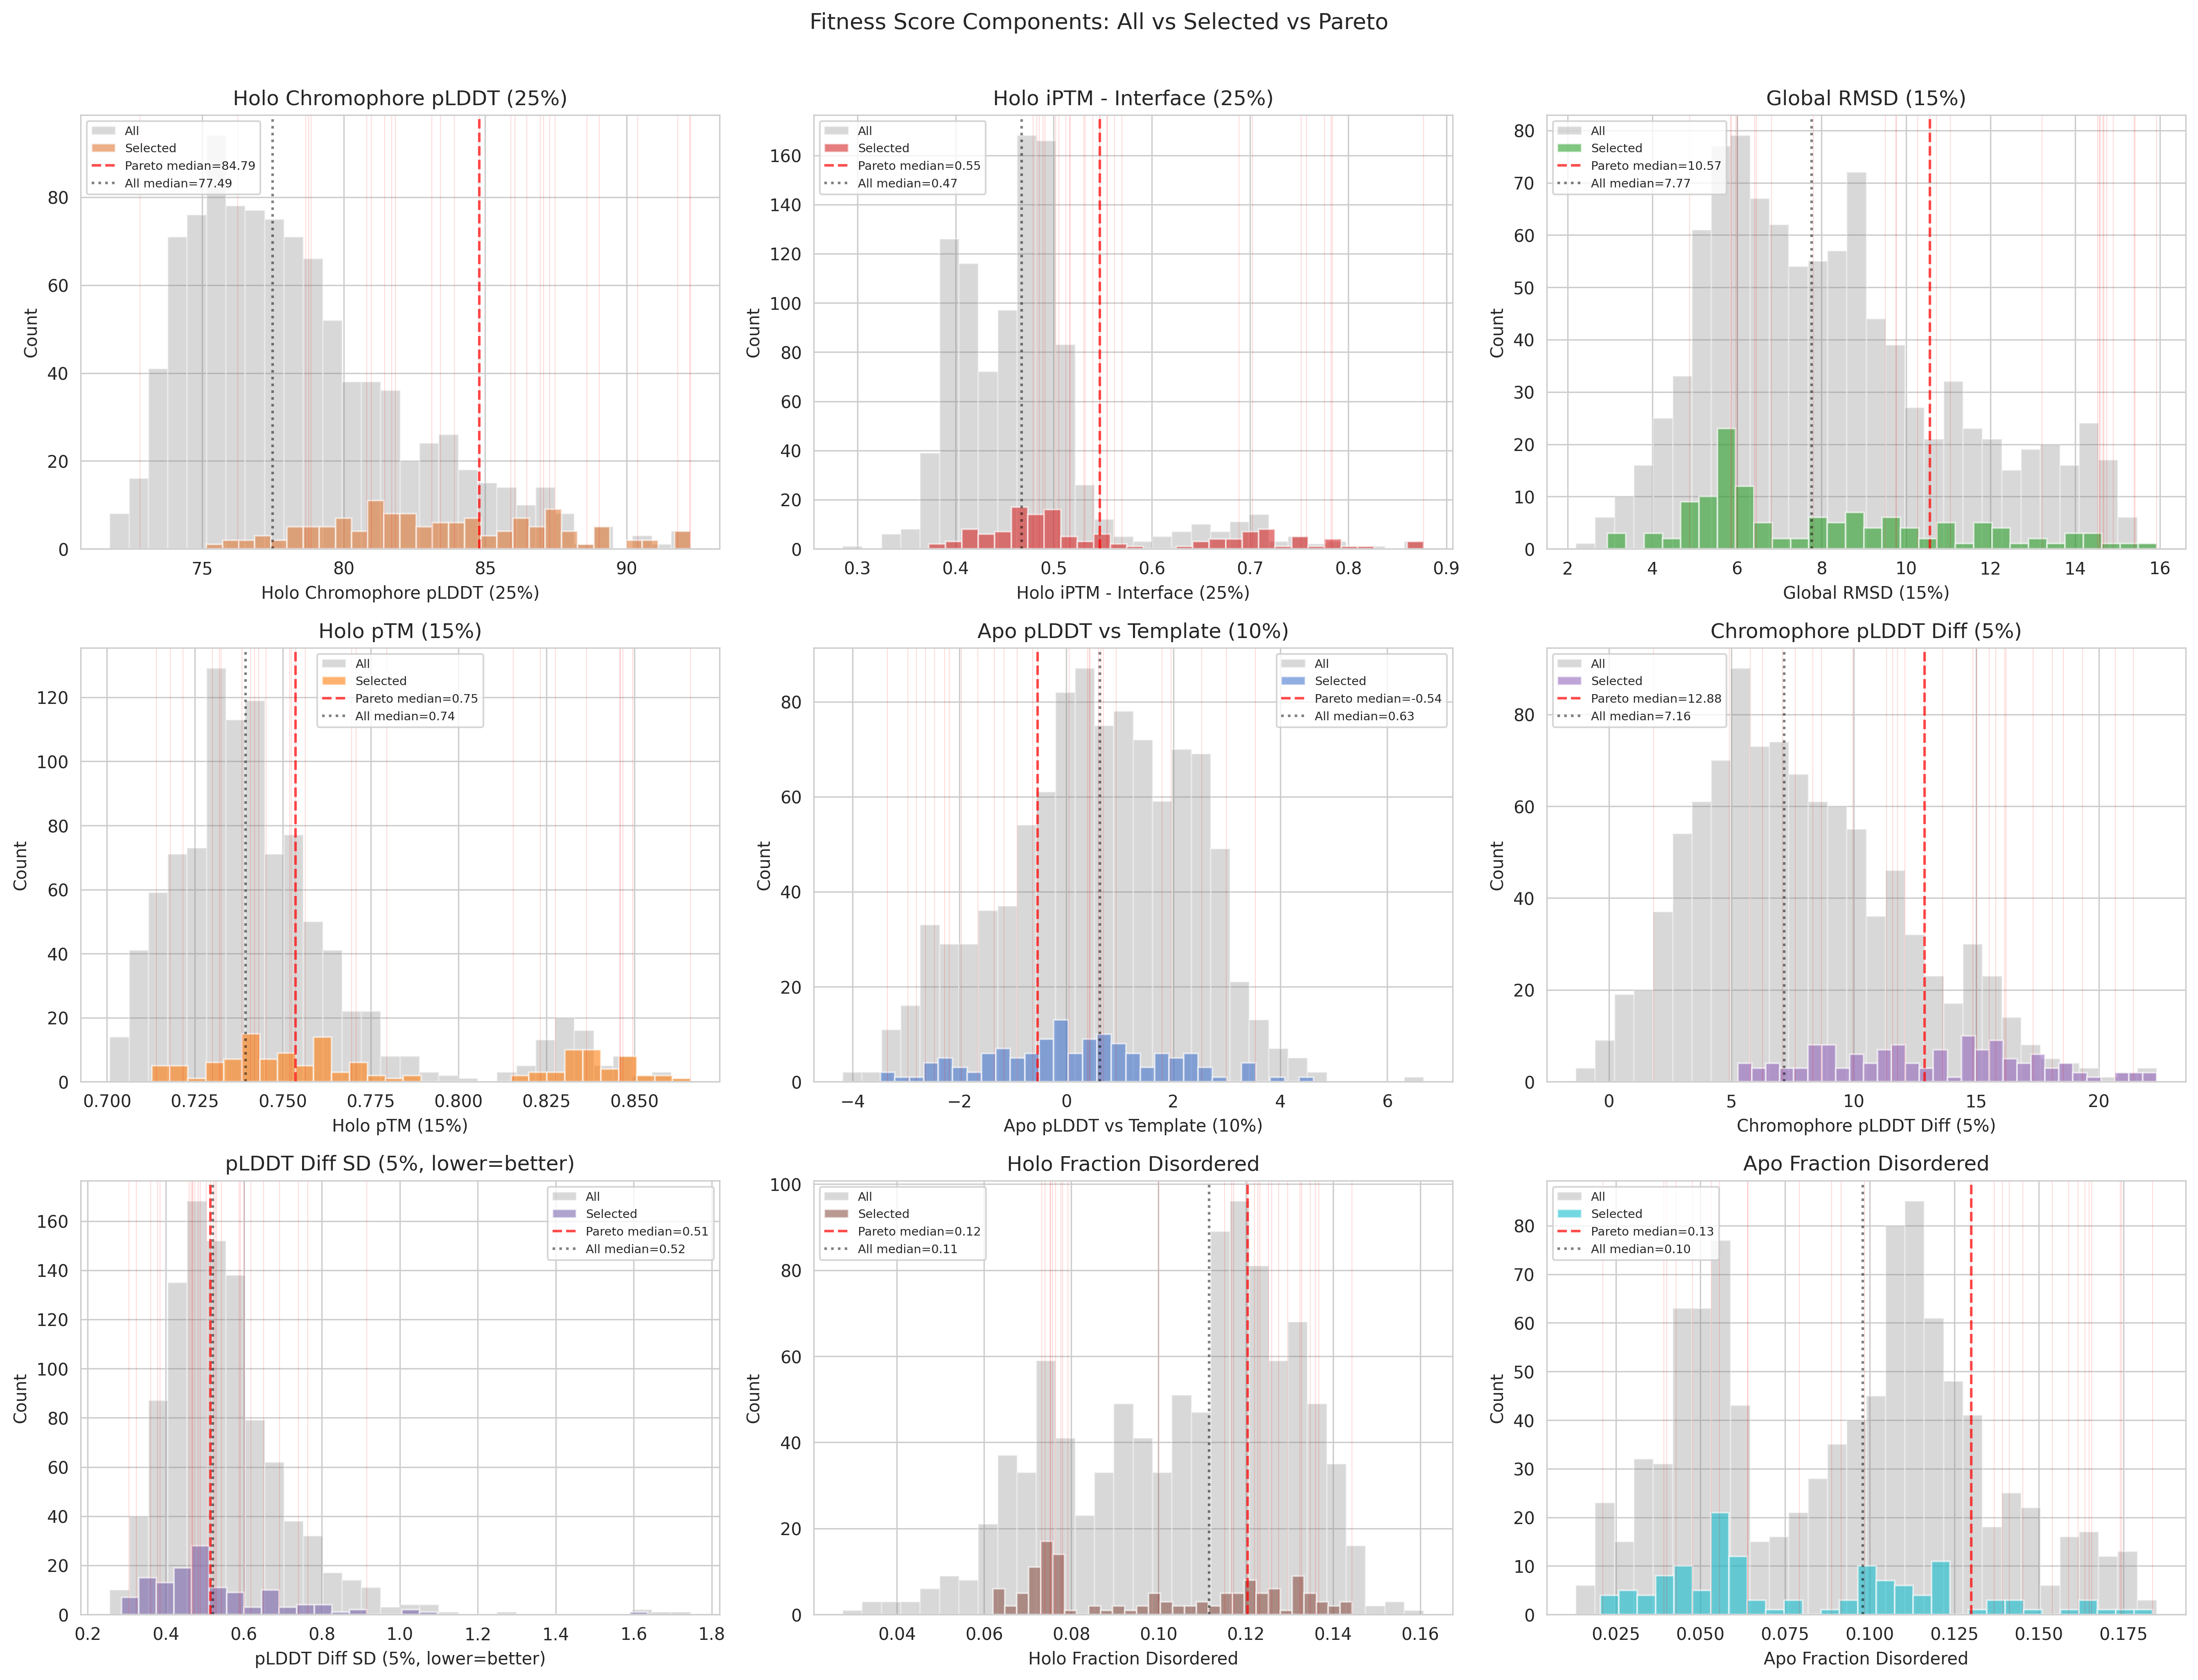 Fitness Score Components: All vs Selected vs Pareto
Holo Chromophore pLDDT (25%)
All
Selected
Pareto median=84.79
All median=77.49
Count
0
20
40
60
80
75
80
85
90
Holo Chromophore pLDDT (25%)
Holo iPTM - Interface (25%)
All
Selected
Pareto median=0.55
All median=0.47
Count
0
20
40
60
80
100
120
140
160
0.3
0.4
0.5
0.6
0.7
0.8
0.9
Holo iPTM - Interface (25%)
Global RMSD (15%)
All
Selected
Pareto median=10.57
All median=7.77
Count
0
10
20
30
40
50
60
70
80
2
4
6
8
10
12
14
16
Global RMSD (15%)
Holo pTM (15%)
All
Selected
Pareto median=0.75
All median=0.74
Count
0
20
40
60
80
100
120
0.700
0.725
0.750
0.775
0.800
0.825
0.850
Holo pTM (15%)
Apo pLDDT vs Template (10%)
All
Selected
Pareto median=-0.54
All median=0.63
Count
0
20
40
60
80
−4
−2
0
2
4
6
Apo pLDDT vs Template (10%)
Chromophore pLDDT Diff (5%)
All
Selected
Pareto median=12.88
All median=7.16
Count
0
20
40
60
80
0
5
10
15
20
Chromophore pLDDT Diff (5%)
pLDDT Diff SD (5%, lower=better)
All
Selected
Pareto median=0.51
All median=0.52
Count
0
20
40
60
80
100
120
140
160
0.2
0.4
0.6
0.8
1.0
1.2
1.4
1.6
1.8
pLDDT Diff SD (5%, lower=better)
Holo Fraction Disordered
All
Selected
Pareto median=0.12
All median=0.11
Count
0
20
40
60
80
100
0.04
0.06
0.08
0.10
0.12
0.14
0.16
Holo Fraction Disordered
Apo Fraction Disordered
All
Selected
Pareto median=0.13
All median=0.10
Count
0
10
20
30
40
50
60
70
80
0.025
0.050
0.075
0.100
0.125
0.150
0.175
Apo Fraction Disordered